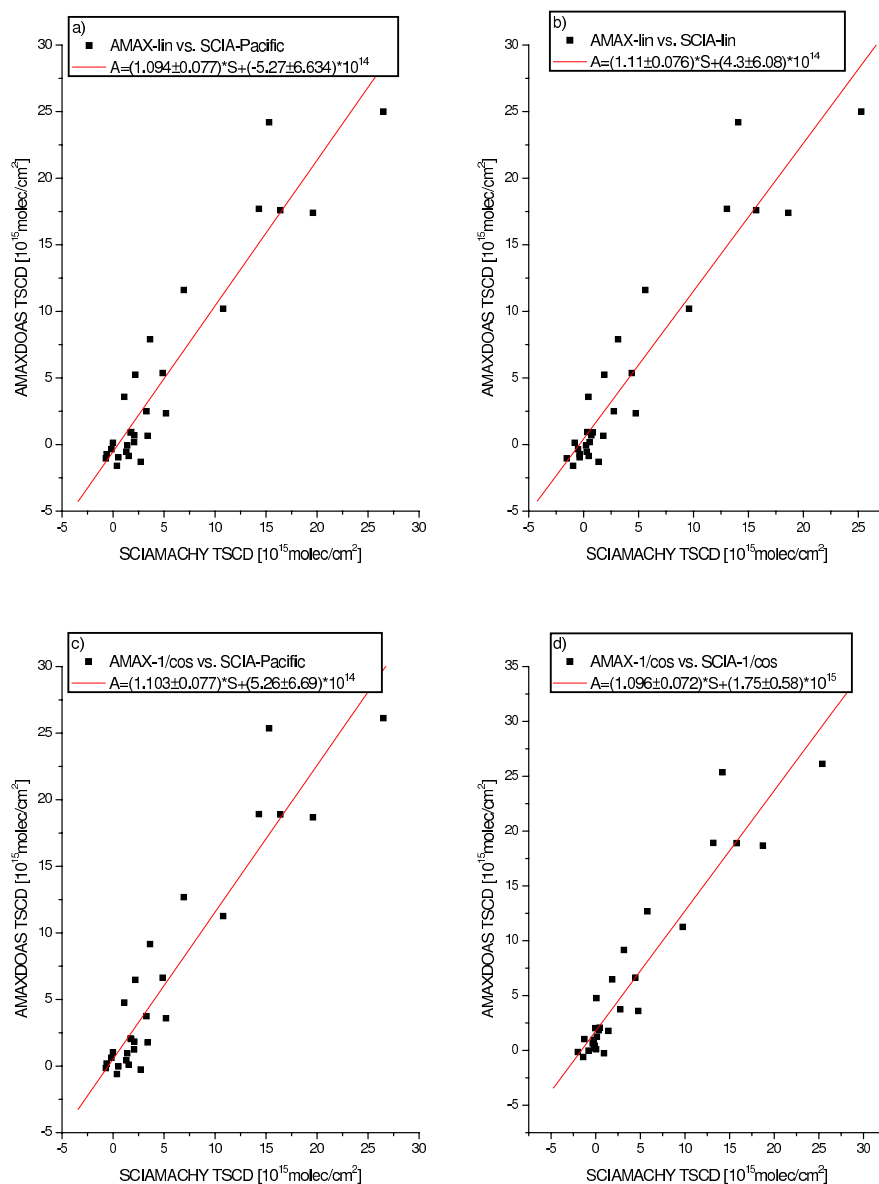 a)
AMAX-lin vs. SCIA-Pacific
A=(1.094±0.077)*S+(-5.27±6.634)*10¹⁴
30
25
20
15
10
5
0
-5
AMAXDOAS TSCD [10¹⁵molec/cm²]
-5 0 5 10 15 20 25 30
SCIAMACHY TSCD [10¹⁵molec/cm²]
b)
AMAX-lin vs. SCIA-lin
A=(1.11±0.076)*S+(4.3±6.08)*10¹⁴
30
25
20
15
10
5
0
-5
AMAXDOAS TSCD [10¹⁵molec/cm²]
-5 0 5 10 15 20 25
SCIAMACHY TSCD [10¹⁵molec/cm²]
c)
AMAX-1/cos vs. SCIA-Pacific
A=(1.103±0.077)*S+(5.26±6.69)*10¹⁴
30
25
20
15
10
5
0
-5
AMAXDOAS TSCD [10¹⁵molec/cm²]
-5 0 5 10 15 20 25 30
SCIAMACHY TSCD [10¹⁵molec/cm²]
d)
AMAX-1/cos vs. SCIA-1/cos
A=(1.096±0.072)*S+(1.75±0.58)*10¹⁵
35
30
25
20
15
10
5
0
-5
AMAXDOAS TSCD [10¹⁵molec/cm²]
-5 0 5 10 15 20 25 30
SCIAMACHY TSCD [10¹⁵molec/cm²]